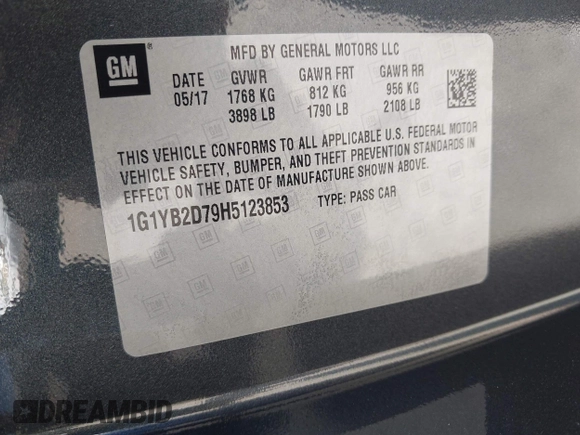 GM
MFD BY GENERAL MOTORS LLC
DATE GVWR GAWR FRT GAWR RR
05/17 1768 KG 812 KG 956 KG
3898 LB 1790 LB 2108 LB
THIS VEHICLE CONFORMS TO ALL APPLICABLE U.S. FEDERAL MOTOR
VEHICLE SAFETY, BUMPER, AND THEFT PREVENTION STANDARDS IN
EFFECT ON THE DATE OF MANUFACTURE SHOWN ABOVE.
1G1YB2D79H5123853 TYPE: PASS CAR
DREAMBID